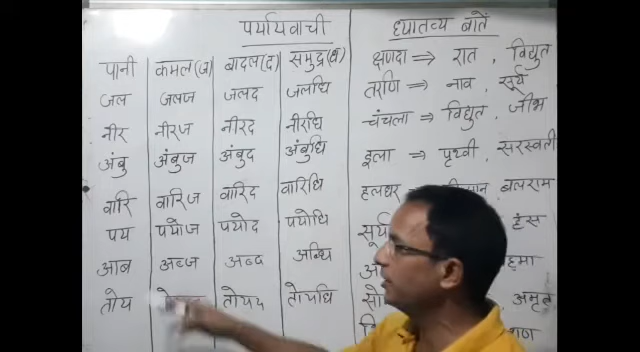 पर्यायवाची
पानी कमल(ज) बादल(द) समुद्र(धि)
जल जलज जलद जलधि
नीर नीरज नीरद नीरधि
अंबु अंबुज अंबुद अंबुधि
वारि वारिज वारिद वारिधि
पय पयोज पयोद पयोधि
आब अब्ज अब्द अब्धि
तोय तोयद तोयधि
ध्यातव्य बातें
क्षणदा ⇒ रात , विद्युत
तरणि ⇒ नाव , सूर्य
चंचला ⇒ विद्युत , जीभ
इला ⇒ पृथ्वी , सरस्वती
हलधर बलराम
सूर्य हंस
अमृत